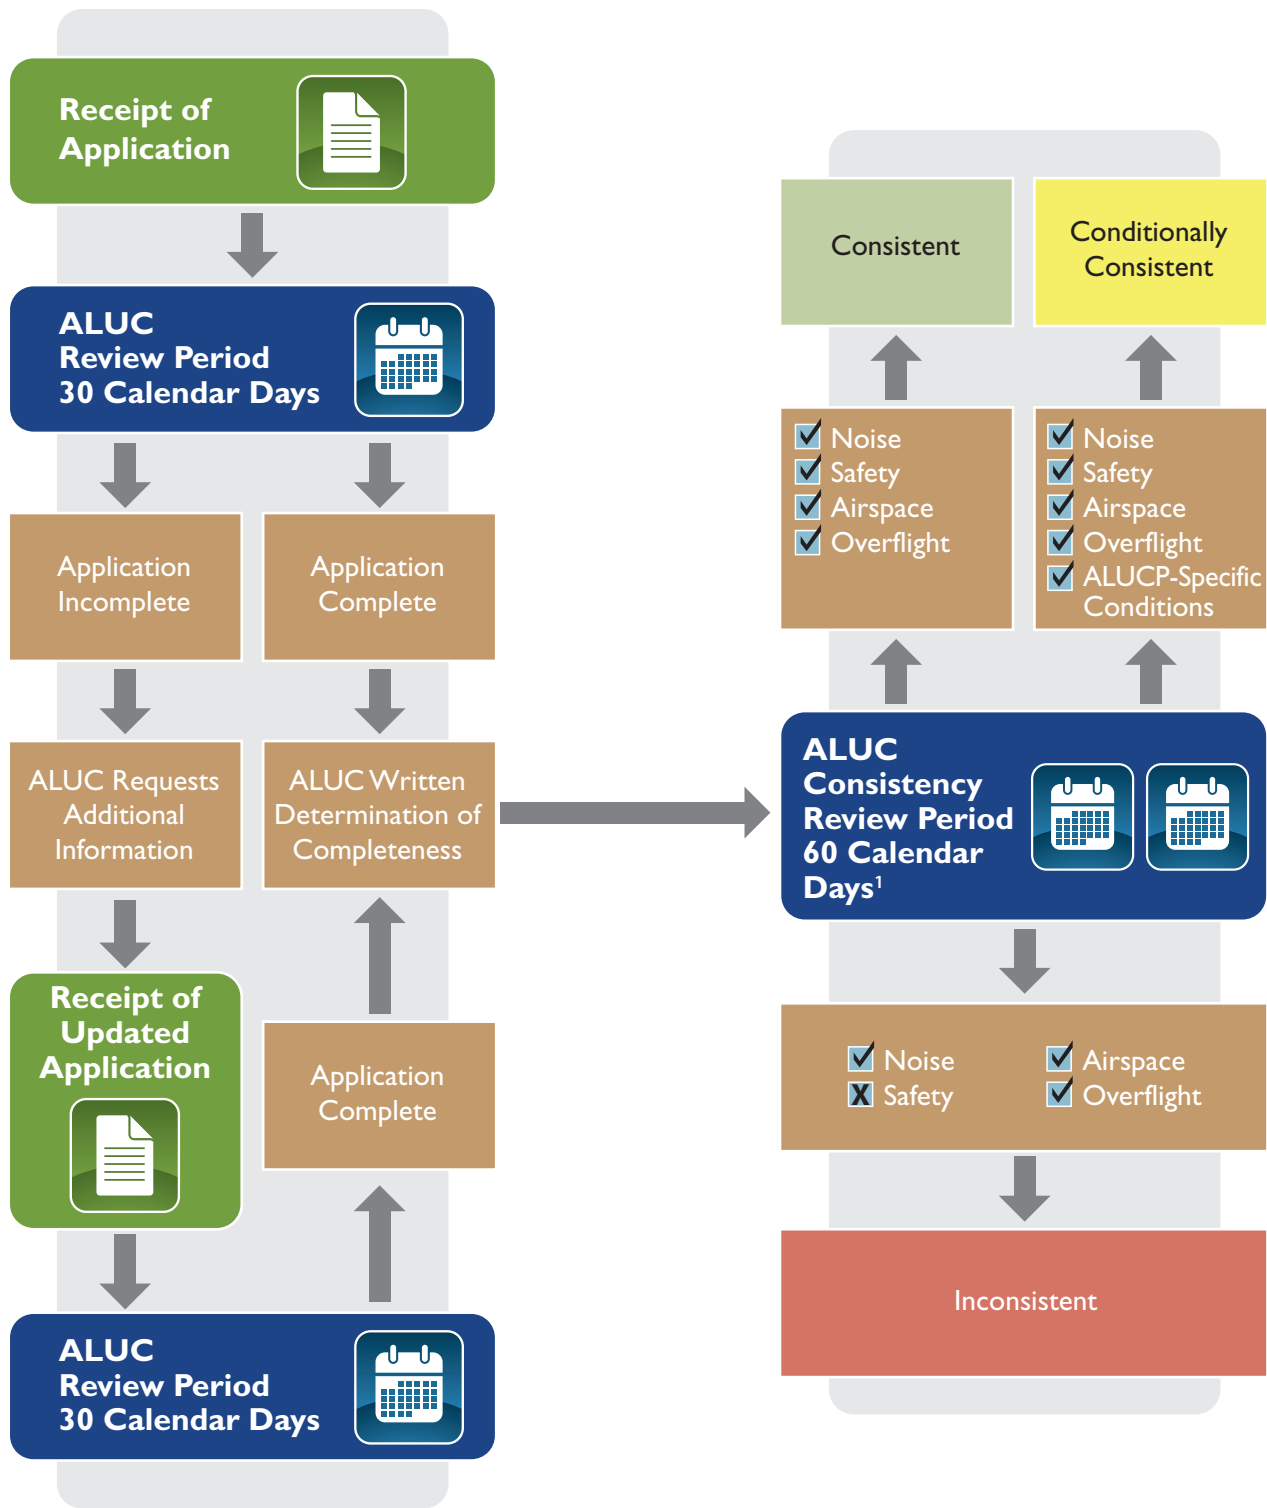 Receipt of
Application
ALUC
Review Period
30 Calendar Days
Application
Incomplete
Application
Complete
ALUC Requests
Additional
Information
ALUC Written
Determination of
Completeness
Receipt of
Updated
Application
Application
Complete
ALUC
Review Period
30 Calendar Days
Consistent
Conditionally
Consistent
Noise
Safety
Airspace
Overflight
Noise
Safety
Airspace
Overflight
ALUCP-Specific
Conditions
ALUC
Consistency
Review Period
60 Calendar
Days¹
Noise
X Safety
Airspace
Overflight
Inconsistent